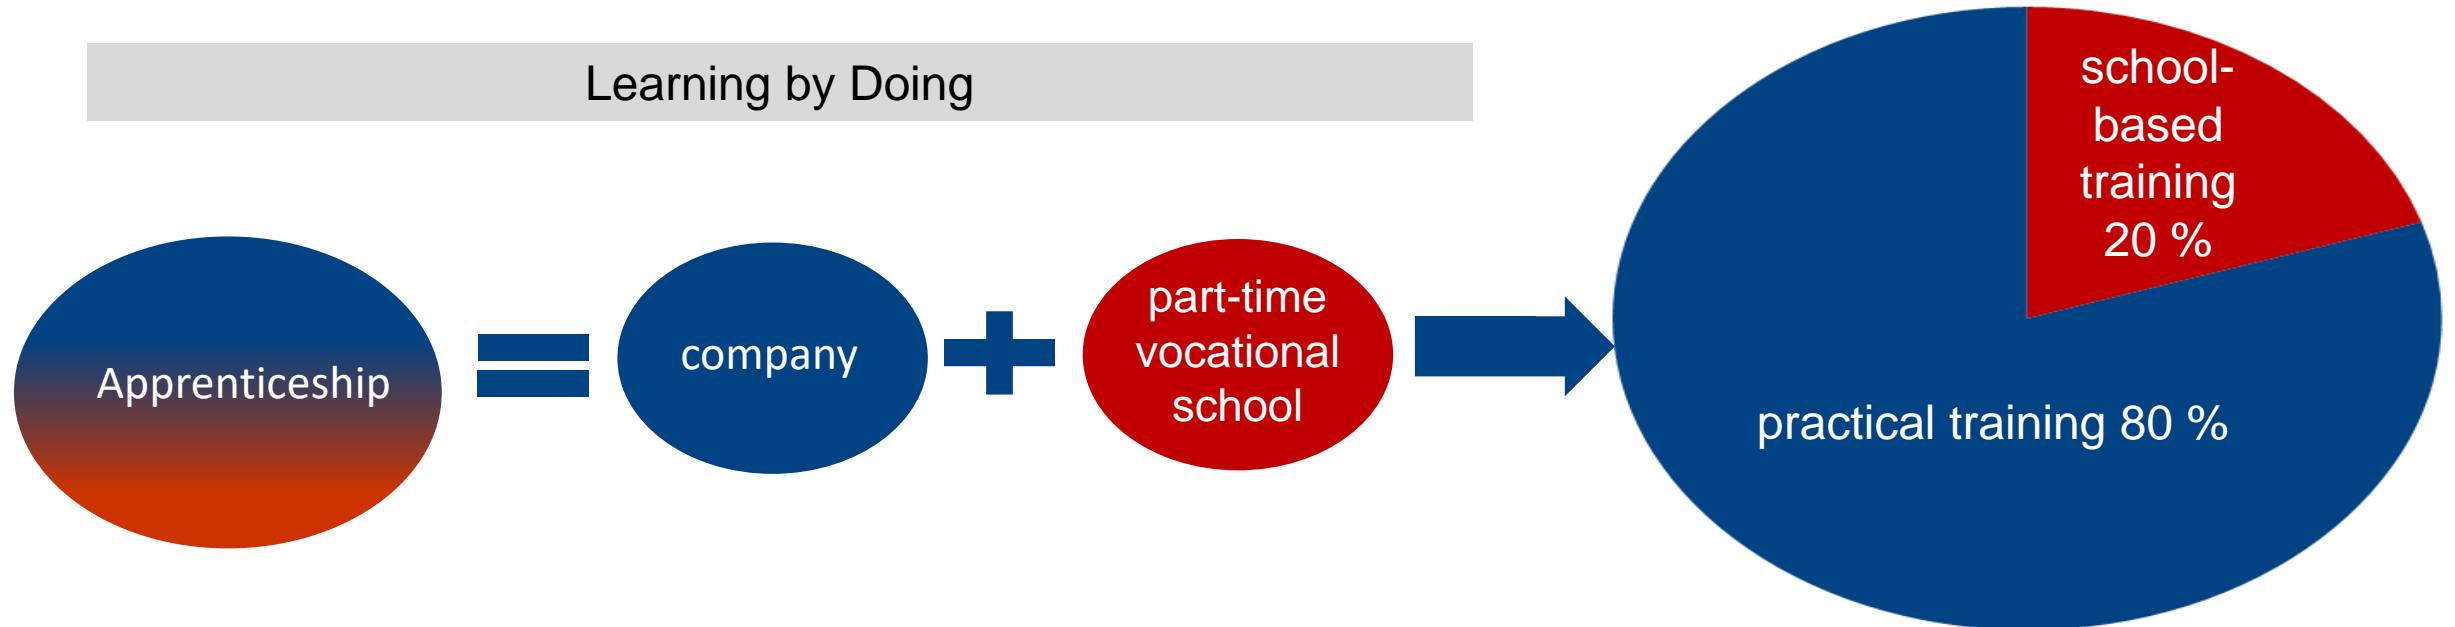 Learning by Doing
Apprenticeship
company
part-time
vocational
school
school-
based
training
20 %
practical training 80 %